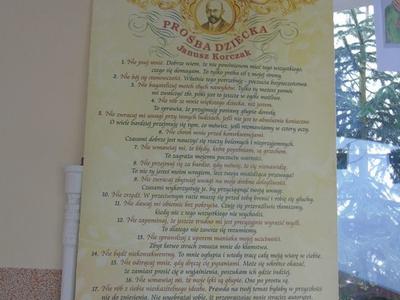 PROŚBA DZIECKA
Janusz Korczak
1. Nie psuj mnie. Dobrze wiem, że nie powinienem mieć tego wszystkiego,
czego się domagam. To tylko próba sił z mojej strony.
2. Nie bój się stanowczości. Właśnie tego potrzebuję - poczucia bezpieczeństwa.
3. Nie bagatelizuj moich złych nawyków. Tylko ty możesz pomóc
mi zwalczyć zło, póki jest to jeszcze w ogóle możliwe.
4. Nie rób ze mnie większego dziecka, niż jestem.
To sprawia, że przyjmuję postawę głupio dorosłą.
5. Nie zwracaj mi uwagi przy innych ludziach, jeśli nie jest to absolutnie konieczne.
O wiele bardziej przejmuję się tym, co mówisz, jeśli rozmawiamy w cztery oczy.
6. Nie chroń mnie przed konsekwencjami.
Czasami dobrze jest nauczyć się rzeczy bolesnych i nieprzyjemnych.
7. Nie wmawiaj mi, że błędy, które popełniam, są grzechem.
To zagraża mojemu poczuciu wartości.
8. Nie przejmuj się za bardzo, gdy mówię, że cię nienawidzę.
To nie ty jesteś moim wrogiem, lecz twoja miażdżąca przewaga!
9. Nie zwracaj zbytniej uwagi na moje drobne dolegliwości.
Czasami wykorzystuję je, by przyciągnąć twoją uwagę.
10. Nie zrzędź. W przeciwnym razie muszę się przed tobą bronić i robię się głuchy.
11. Nie dawaj mi obietnic bez pokrycia. Czuję się przeraźliwie tłamszony,
kiedy nic z tego wszystkiego nie wychodzi.
12. Nie zapominaj, że jeszcze trudno mi jest precyzyjnie wyrazić myśli.
To dlatego nie zawsze się rozumiemy.
13. Nie sprawdzaj z uporem maniaka mojej uczciwości.
Zbyt łatwo strach zmusza mnie do kłamstwa.
14. Nie bądź niekonsekwentny. To mnie ogłupia i wtedy tracę całą moją wiarę w ciebie.
15. Nie odtrącaj mnie, gdy dręczę cię pytaniami. Może się wkrótce okazać,
że zamiast prosić cię o wyjaśnienia, poszukam ich gdzie indziej.
16. Nie wmawiaj mi, że moje lęki są głupie. One po prostu są.
17. Nie rób z siebie nieskazitelnego ideału. Prawda na twój temat byłaby w przyszłości
nie do zniesienia. Nie wyobrażaj sobie, iż przepraszając mnie stracisz autorytet.